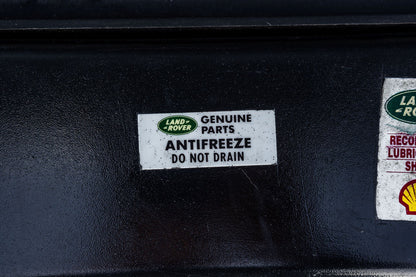 LAND-
ROVER
GENUINE
PARTS
ANTIFREEZE
DO NOT DRAIN